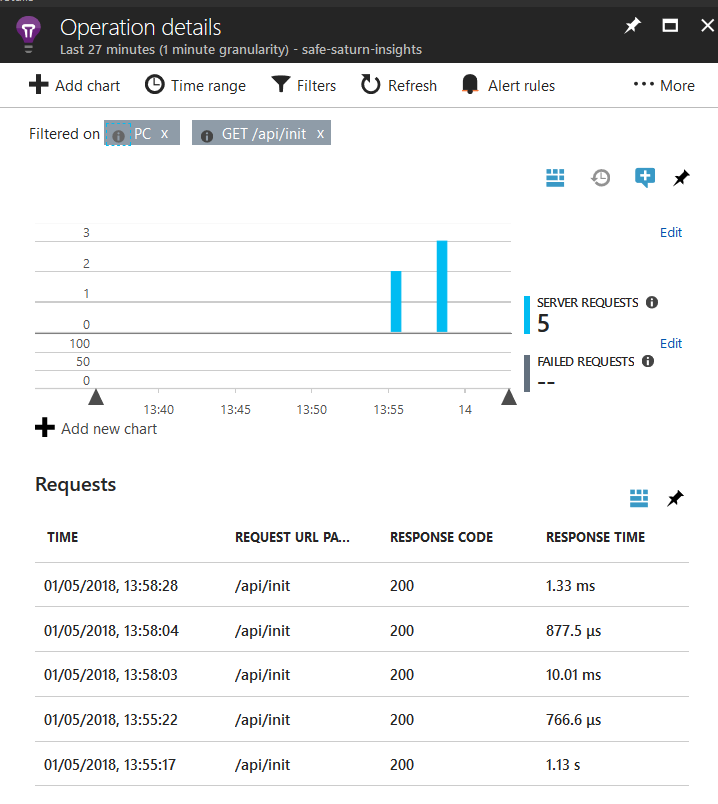 Operation details
Last 27 minutes (1 minute granularity) - safe-saturn-insights
Add chart Time range Filters Refresh Alert rules ··· More
Filtered on PC x GET /api/init x
3 Edit
2
1
SERVER REQUESTS
5
0
100 Edit
50
FAILED REQUESTS
--
0
13:40 13:45 13:50 13:55 14
Add new chart
Requests
TIME REQUEST URL PA... RESPONSE CODE RESPONSE TIME
01/05/2018, 13:58:28 /api/init 200 1.33 ms
01/05/2018, 13:58:04 /api/init 200 877.5 µs
01/05/2018, 13:58:03 /api/init 200 10.01 ms
01/05/2018, 13:55:22 /api/init 200 766.6 µs
01/05/2018, 13:55:17 /api/init 200 1.13 s